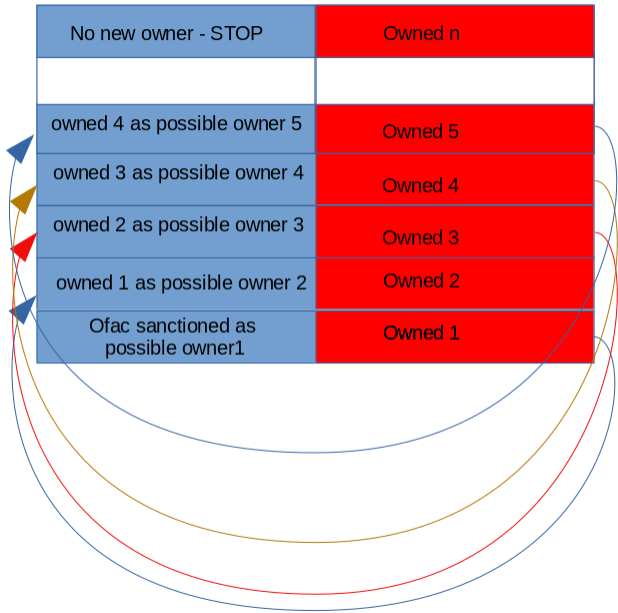 No new owner - STOP
Owned n
owned 4 as possible owner 5
Owned 5
owned 3 as possible owner 4
Owned 4
owned 2 as possible owner 3
Owned 3
owned 1 as possible owner 2
Owned 2
Ofac sanctioned as
possible owner1
Owned 1